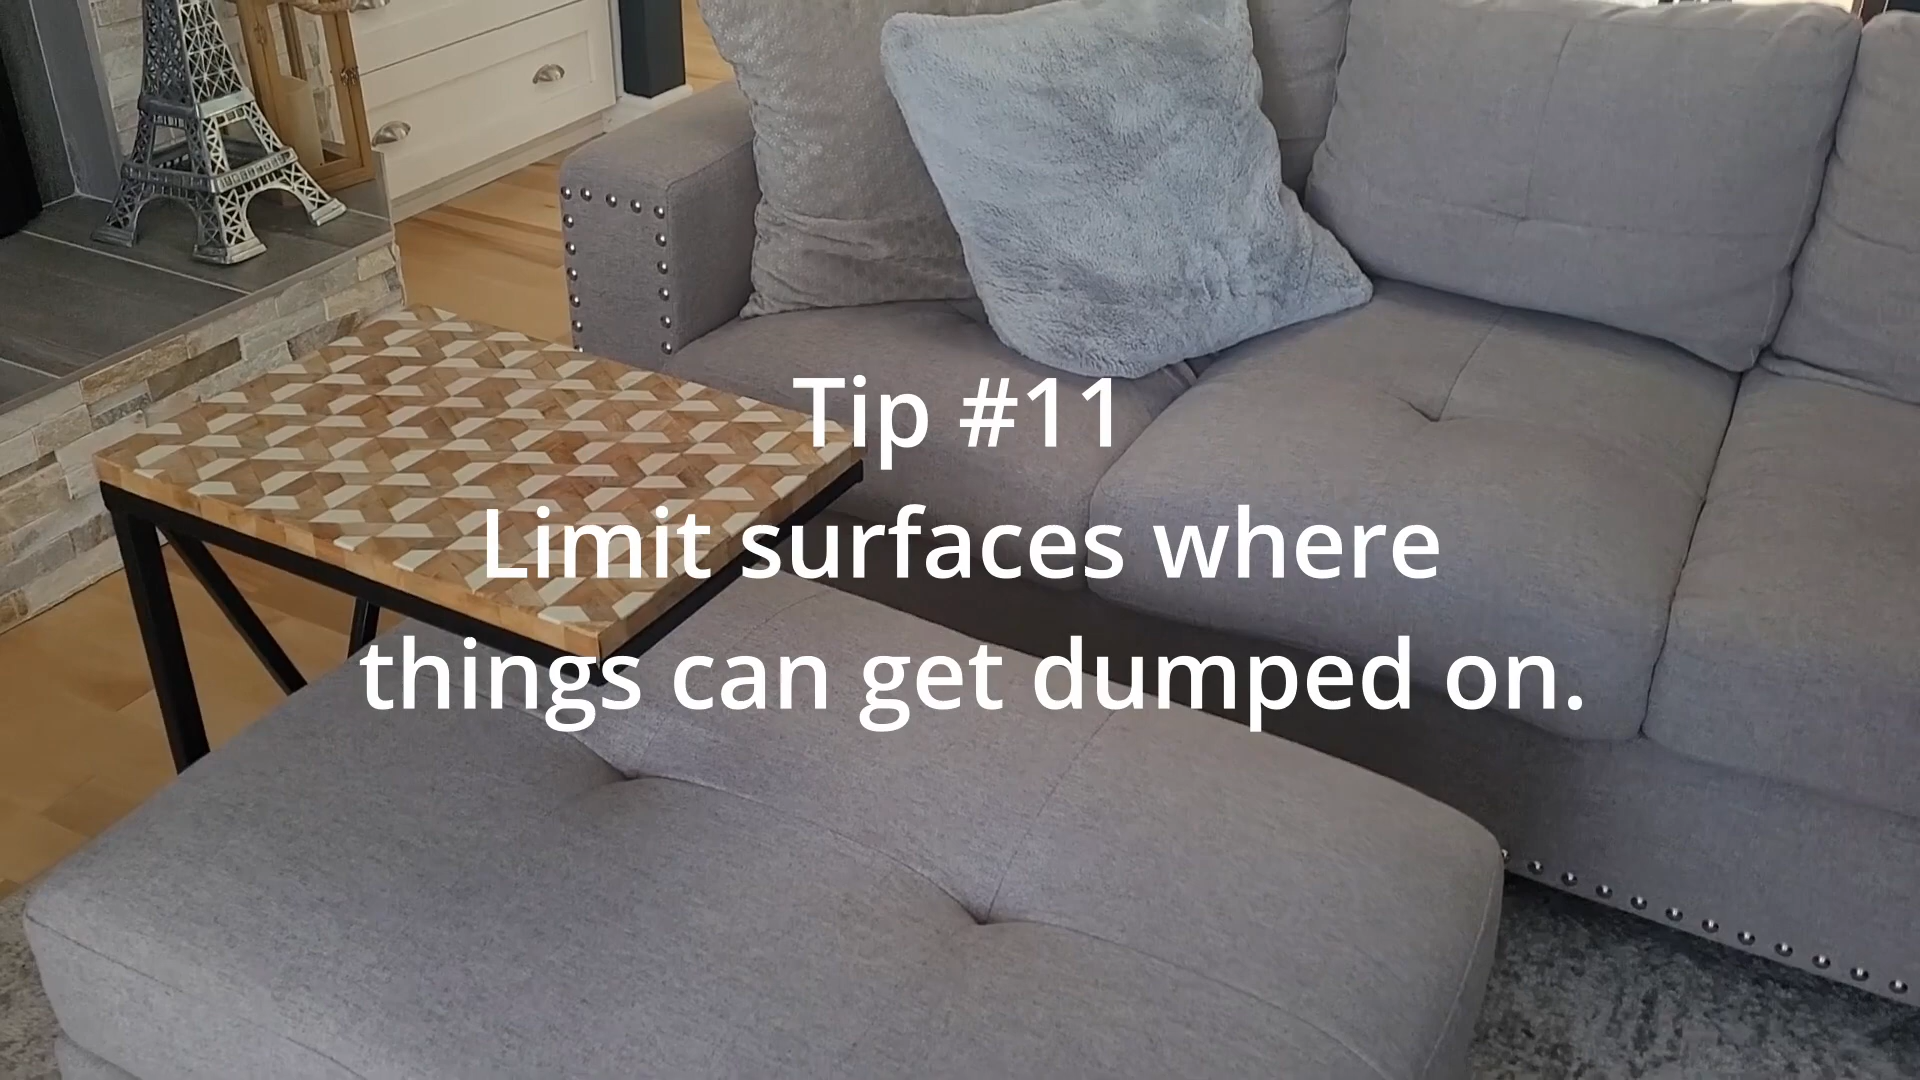 Tip #11
Limit surfaces where
things can get dumped on.